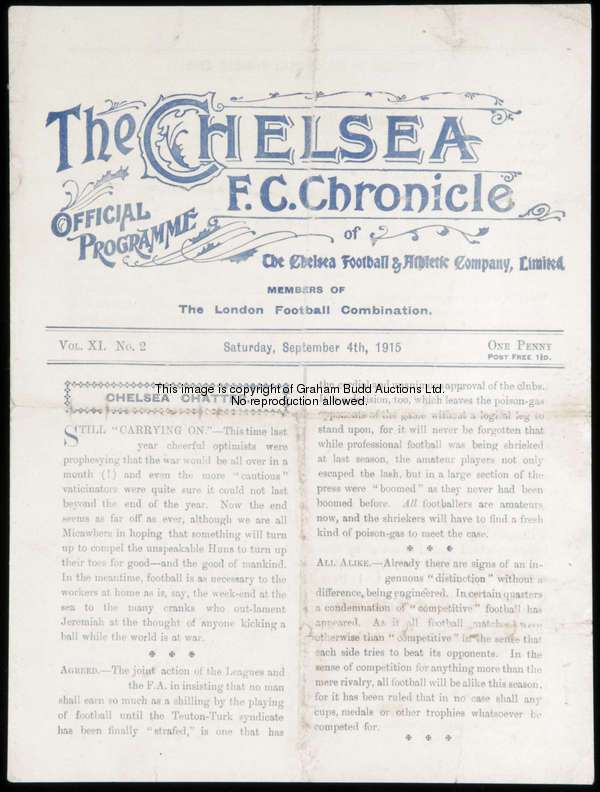 The Chelsea
F.C. Chronicle
OFFICIAL
PROGRAMME
of
The Chelsea Football & Athletic Company, Limited.
MEMBERS OF
The London Football Combination.
VOL. XI. No. 2
Saturday, September 4th, 1915
ONE PENNY
POST FREE 1½D.
This image is copyright of Graham Budd Auctions Ltd.
No reproduction allowed.
CHELSEA CHATT
STILL "CARRYING ON."—This time last
year cheerful optimists were
prophesying that the war would be all over in a
month (!) and even the more "cautious"
vaticinators were quite sure it could not last
beyond the end of the year. Now the end
seems as far off as ever, although we are all
Micawbers in hoping that something will turn
up to compel the unspeakable Huns to turn up
their toes for good—and the good of mankind.
In the meantime, football is as necessary to the
workers at home as is, say, the week-end at the
sea to the many cranks who out-lament
Jeremiah at the thought of anyone kicking a
ball while the world is at war.
AGREED.—The joint action of the Leagues and
the F.A. in insisting that no man
shall earn so much as a shilling by the playing
of football until the Teuton-Turk syndicate
has been finally "strafed," is one that has
approval of the clubs.
too, which leaves the poison-gas
opponents of the game without a logical leg to
stand upon, for it will never be forgotten that
while professional football was being shrieked
at last season, the amateur players not only
escaped the lash, but in a large section of the
press were "boomed" as they never had been
boomed before. All footballers are amateurs
now, and the shriekers will have to find a fresh
kind of poison-gas to meet the case.
ALL ALIKE.—Already there are signs of an in-
genuous "distinction" without a
difference, being engineered. In certain quarters
a condemnation of "competitive" football has
appeared. As if all football matches were
otherwise than "competitive" in the sense that
each side tries to beat its opponents. In the
sense of competition for anything more than the
mere rivalry, all football will be alike this season,
for it has been ruled that in no case shall any
cups, medals or other trophies whatsoever be
competed for.